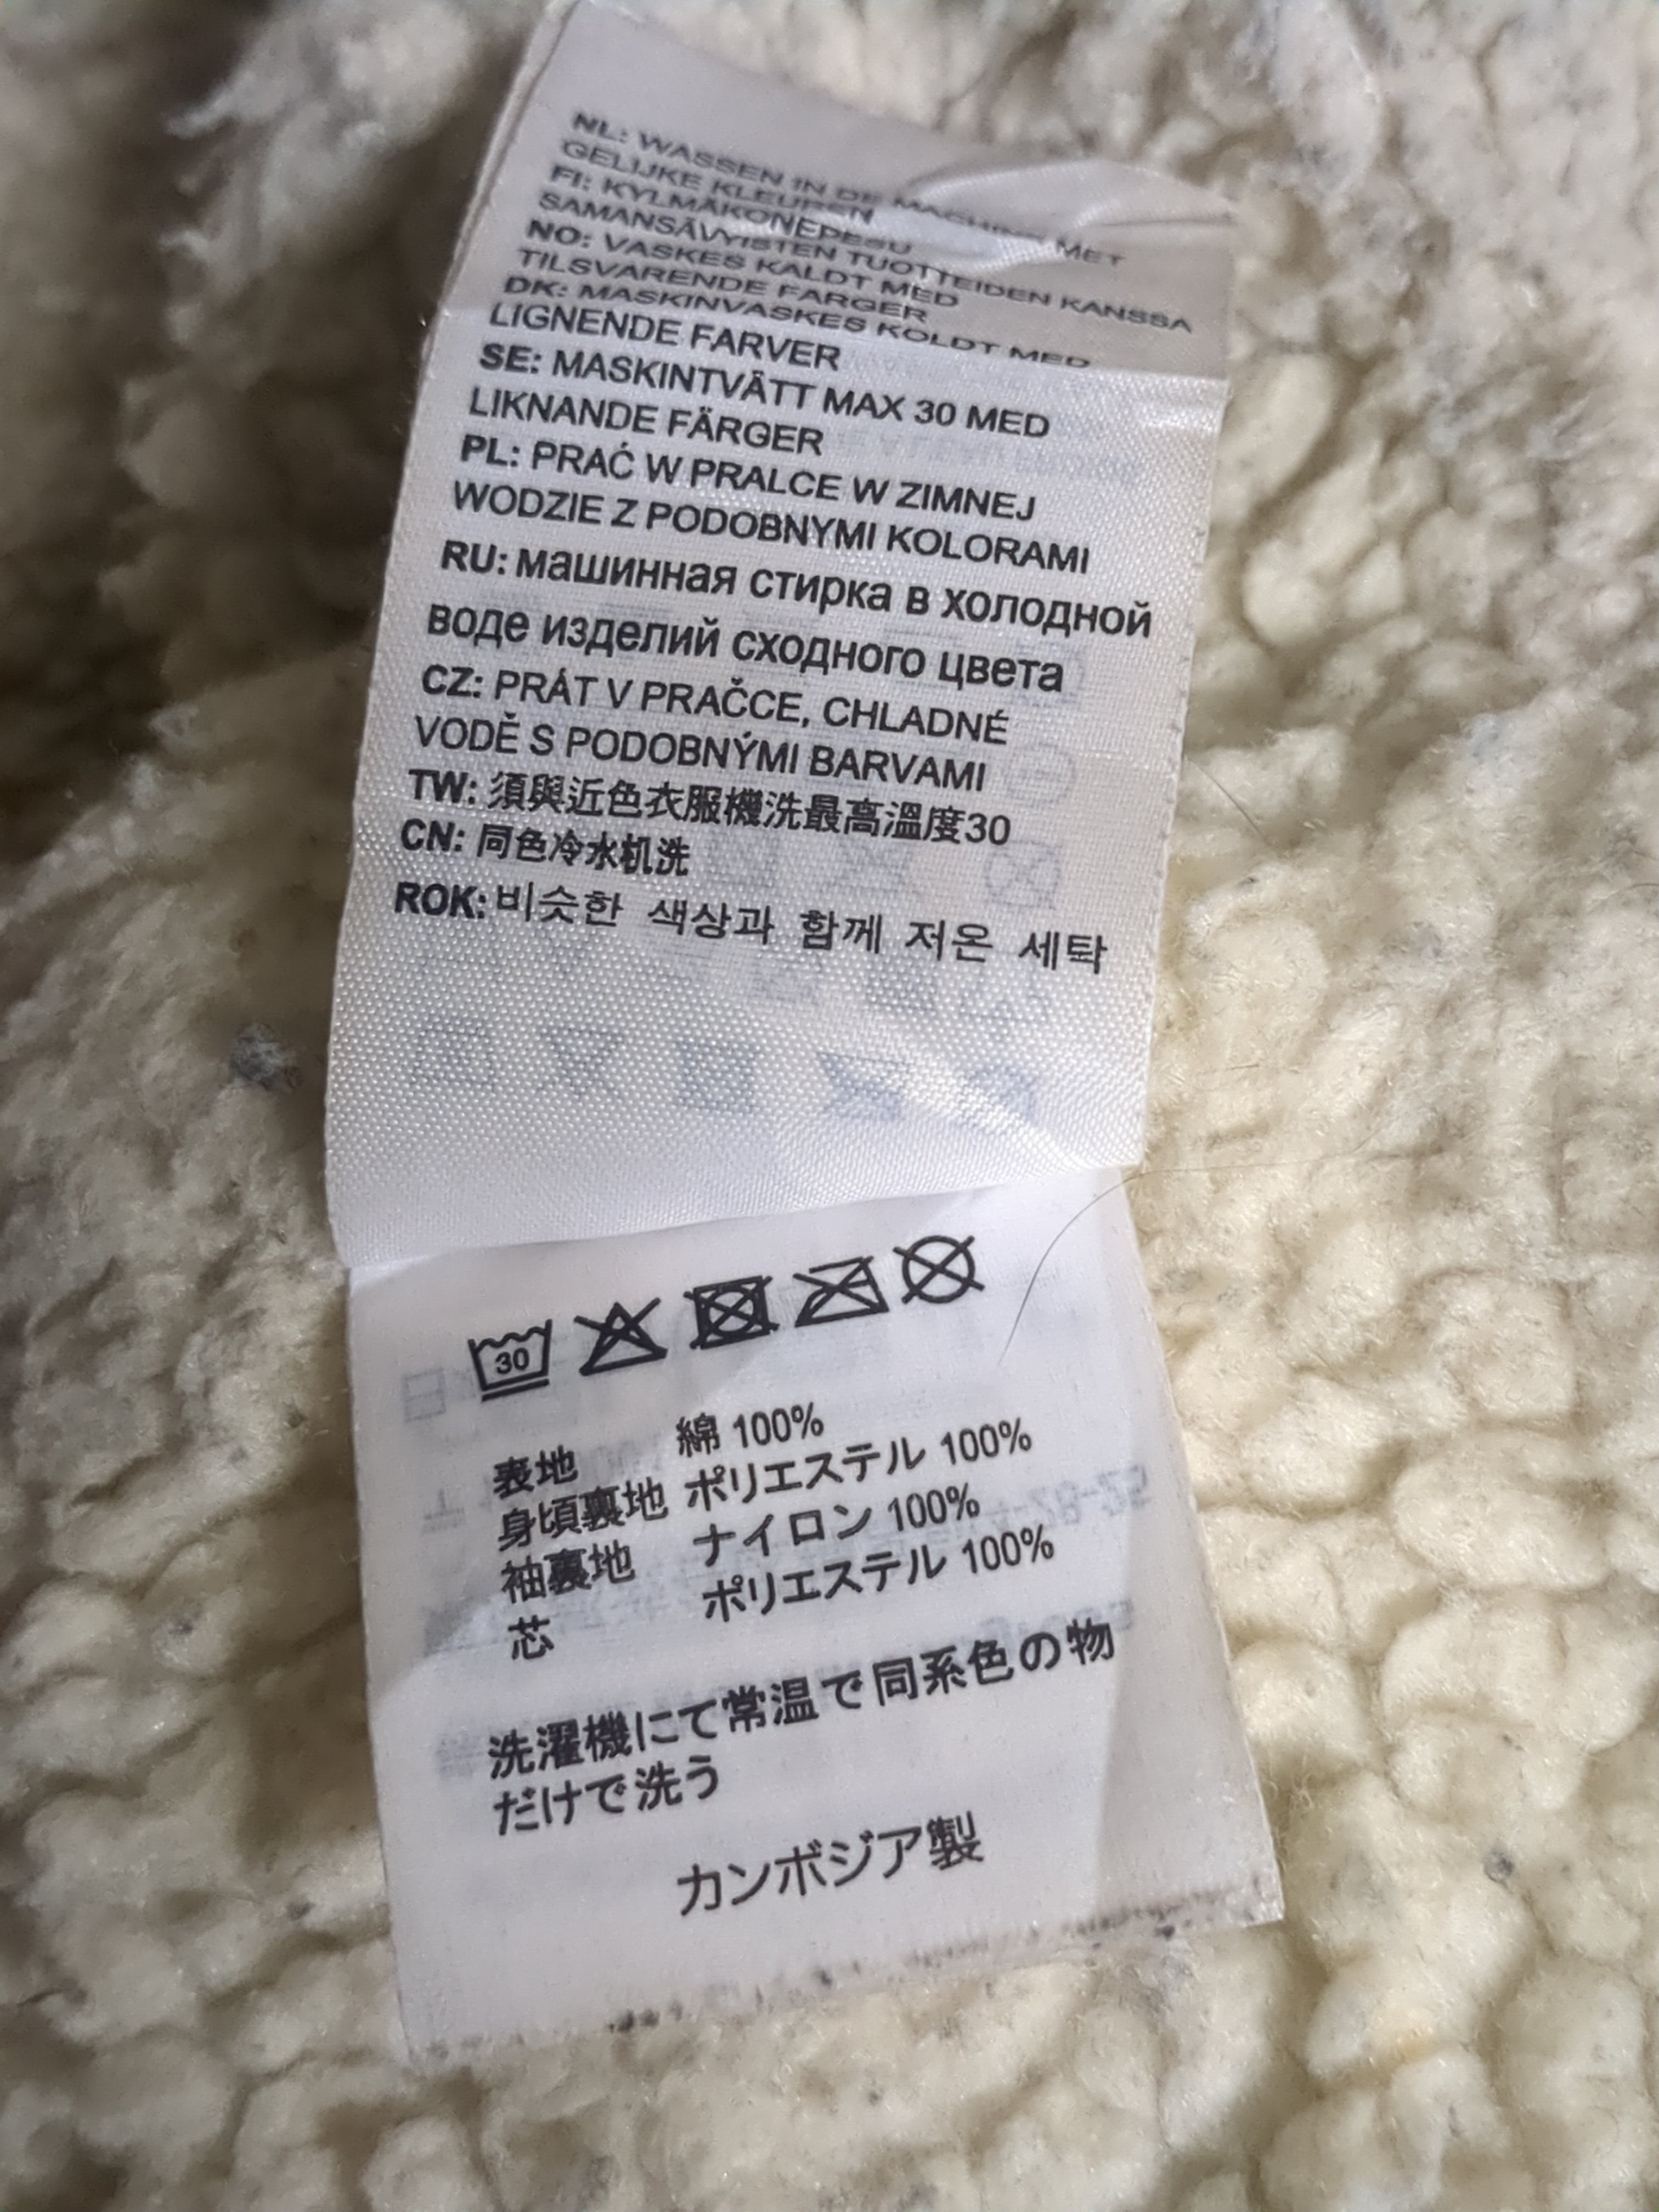 NL: WASSEN IN DE MACHINE MET
GELIJKE KLEUREN
FI: KYLMÄKONEPESU
SAMANSÄVYISTEN TUOTTEIDEN KANSSA
NO: VASKES KALDT MED
TILSVARENDE FARGER
DK: MASKINVASKES KOLDT MED
LIGNENDE FARVER
SE: MASKINTVÄTT MAX 30 MED
LIKNANDE FÄRGER
PL: PRAĆ W PRALCE W ZIMNEJ
WODZIE Z PODOBNYMI KOLORAMI
RU: машинная стирка в холодной
воде изделий сходного цвета
CZ: PRÁT V PRAČCE, CHLADNÉ
VODĚ S PODOBNÝMI BARVAMI
TW: 須與近色衣服機洗最高溫度30
CN: 同色冷水机洗
ROK: 비슷한 색상과 함께 저온 세탁
30
表地 綿 100%
身頃裏地 ポリエステル 100%
袖裏地 ナイロン 100%
芯 ポリエステル 100%
洗濯機にて常温で同系色の物
だけで洗う
カンボジア製